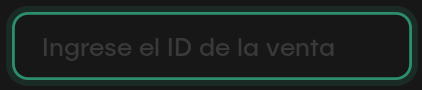 Ingrese el ID de la venta